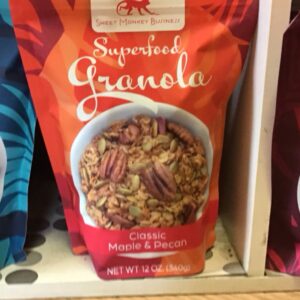 Sweet Monkey Business
Superfood
Granola
Classic
Maple & Pecan
NET WT 12 OZ. (340g)